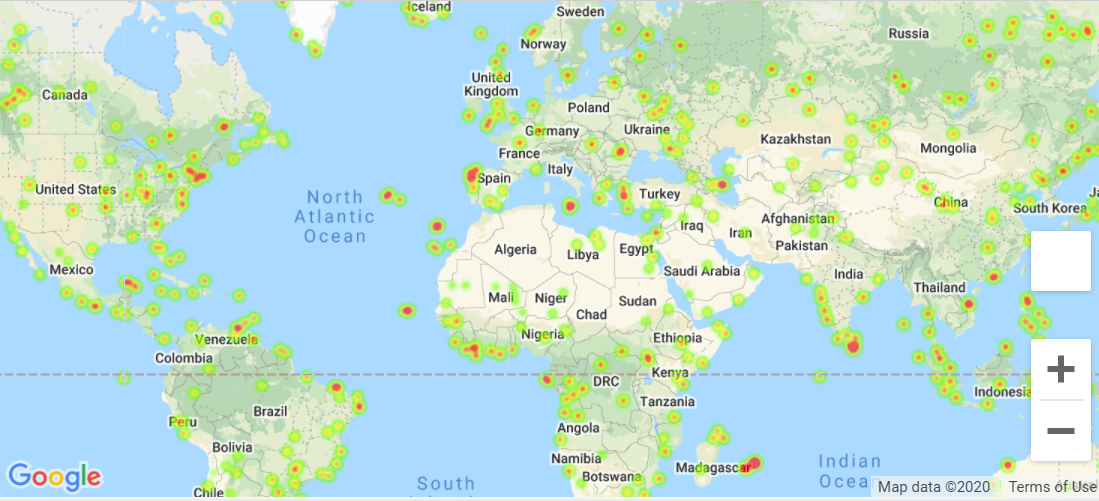 Iceland
Sweden
Norway
Russia
Canada
United
Kingdom
Poland
Germany
Ukraine
Kazakhstan
Mongolia
France
Italy
Spain
United States
North
Atlantic
Ocean
Turkey
China
South Korea
Afghanistan
Iraq
Iran
Algeria
Libya
Egypt
Pakistan
Mexico
Saudi Arabia
India
Thailand
Mali
Niger
Sudan
Chad
Nigeria
Ethiopia
Venezuela
Colombia
Kenya
DRC
Indonesia
Tanzania
Brazil
Peru
Angola
Bolivia
Namibia
Madagascar
Botswana
Indian
Ocean
South
Chile
Google
Map data ©2020
Terms of Use